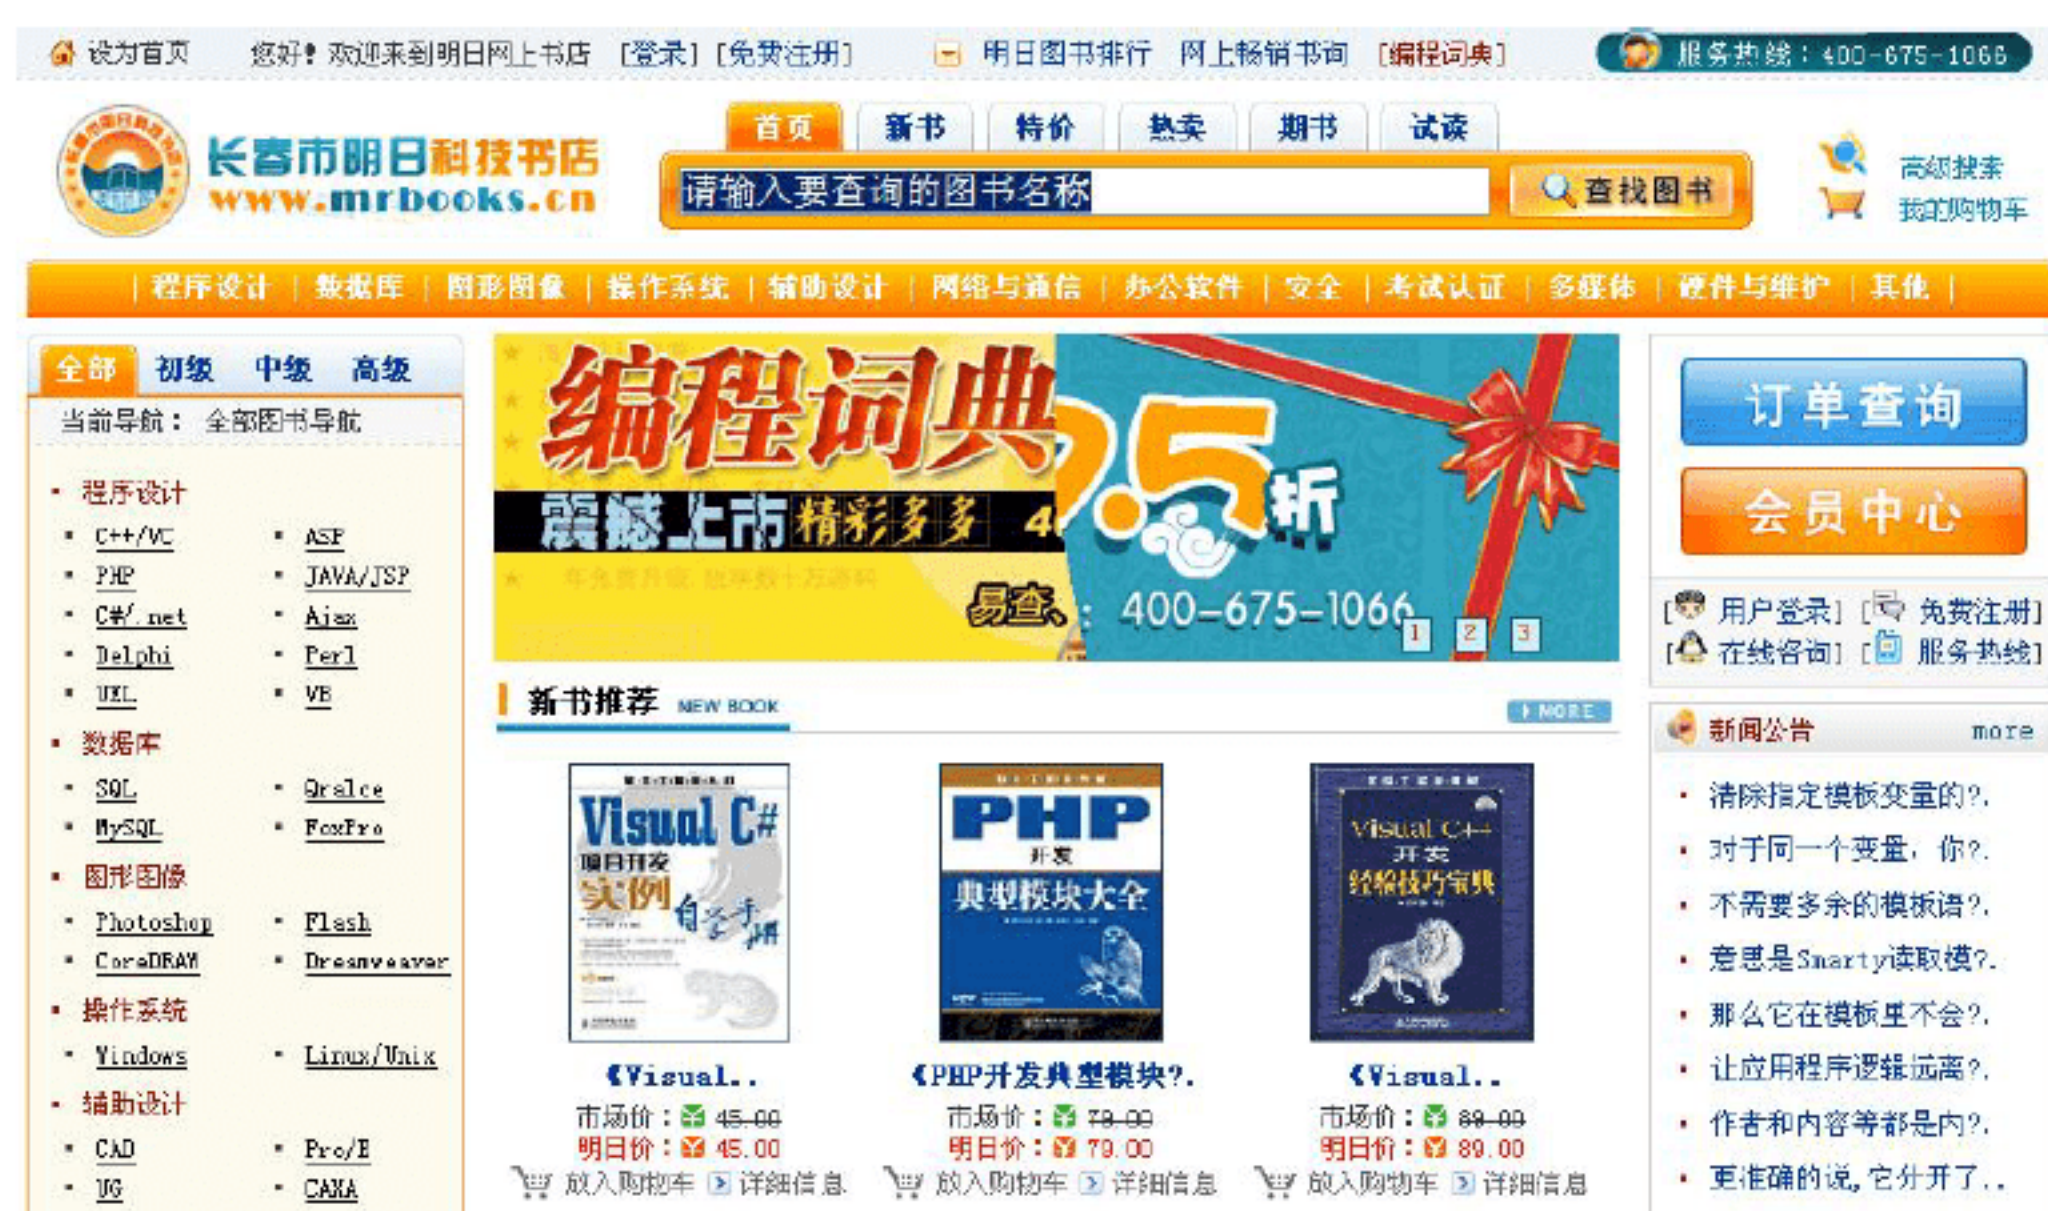 设为首页 您好! 欢迎来到明日网上书店 [登录] [免费注册] 明日图书排行 网上畅销书询 [编程词典] 服务热线：400-675-1066
首页 新书 特价 热卖 期书 试读
长春市明日科技书店
www.mrbooks.cn
请输入要查询的图书名称 查找图书
高级搜索
我的购物车
| 程序设计 | 数据库 | 图形图像 | 操作系统 | 辅助设计 | 网络与通信 | 办公软件 | 安全 | 考试认证 | 多媒体 | 硬件与维护 | 其他 |
全部 初级 中级 高级
当前导航： 全部图书导航
程序设计
C++/VC ASP
PHP JAVA/JSP
C#/.net Ajax
Delphi Perl
UML VB
数据库
SQL Qralce
MySQL FoxPro
图形图像
Photoshop Flash
CoreDRAW Dreamweaver
操作系统
Windows Linux/Unix
辅助设计
CAD Pro/E
UG CAXA
编程词典
震撼上市 精彩多多 4
易查、
.5折
：400-675-1066
1 2 3
新书推荐 NEW BOOK MORE
Visual C#
项目开发
实例
自学手册
PHP
开发
典型模块大全
Visual C++
开发
经验技巧宝典
《Visual.. 《PHP开发典型模块?. 《Visual..
市场价：¥ 45.00 市场价：¥ 79.00 市场价：¥ 89.00
明日价：¥ 45.00 明日价：¥ 79.00 明日价：¥ 89.00
放入购物车 详细信息 放入购物车 详细信息 放入购物车 详细信息
订单查询
会员中心
[用户登录] [免费注册]
[在线咨询] [服务热线]
新闻公告 more
清除指定模板变量的?.
对于同一个变量，你?.
不需要多余的模板语?.
意思是Smarty读取模?.
那么它在模板里不会?.
让应用程序逻辑远离?.
作者和内容等都是内?.
更准确的说,它分开了..